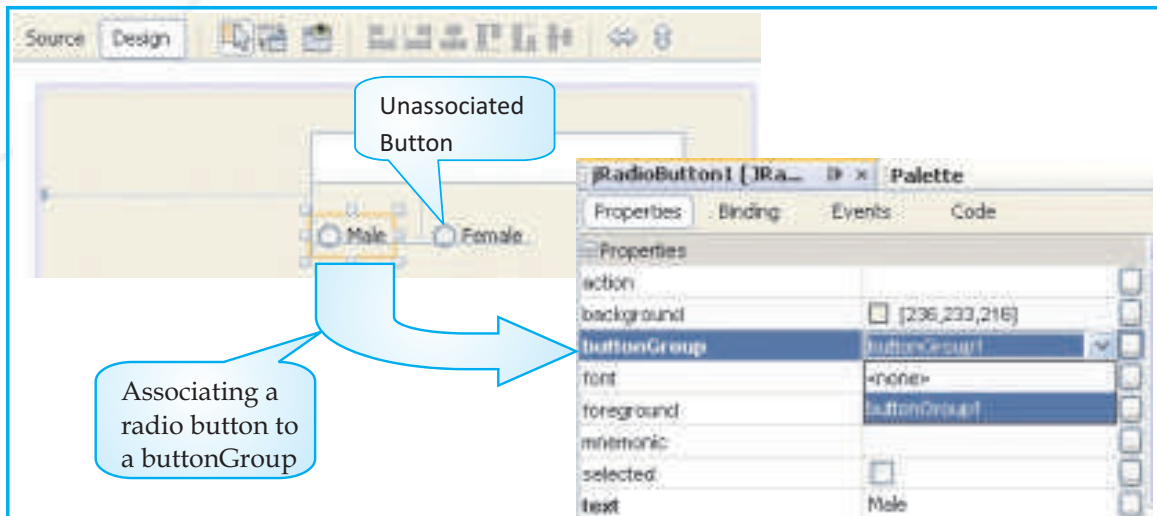 Source Design
Unassociated
Button
Male Female
Associating a
radio button to
a buttonGroup
jRadioButton1 [JRa... Palette
Properties Binding Events Code
Properties
action
background [236,233,216]
buttonGroup buttonGroup1
font <none>
foreground buttonGroup1
mnemonic
selected
text Male